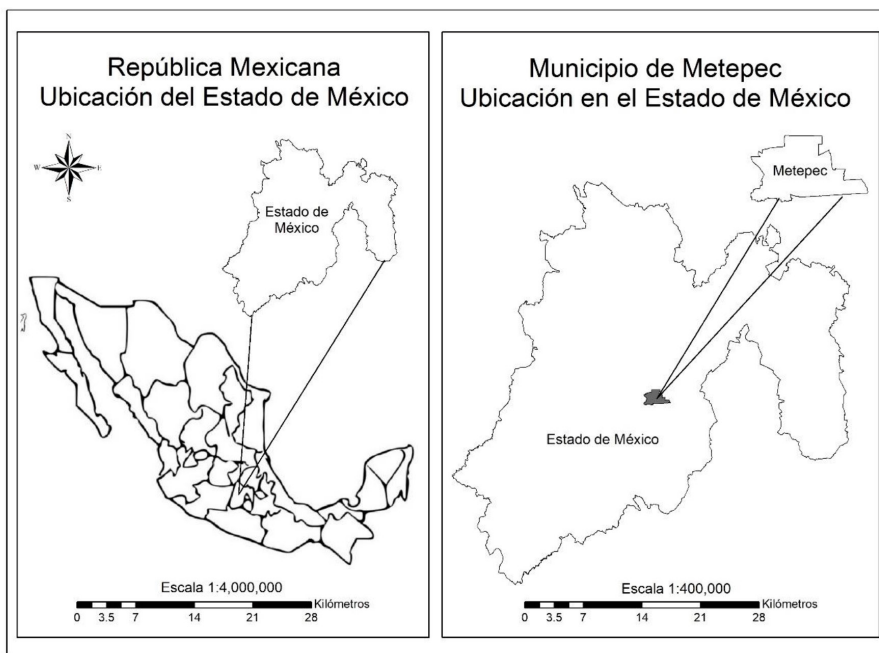 República Mexicana
Ubicación del Estado de México
N
W
E
S
Estado de
México
Escala 1:4,000,000
Kilómetros
0 3.5 7 14 21 28
Municipio de Metepec
Ubicación en el Estado de México
Metepec
Estado de México
Escala 1:400,000
Kilómetros
0 3.5 7 14 21 28